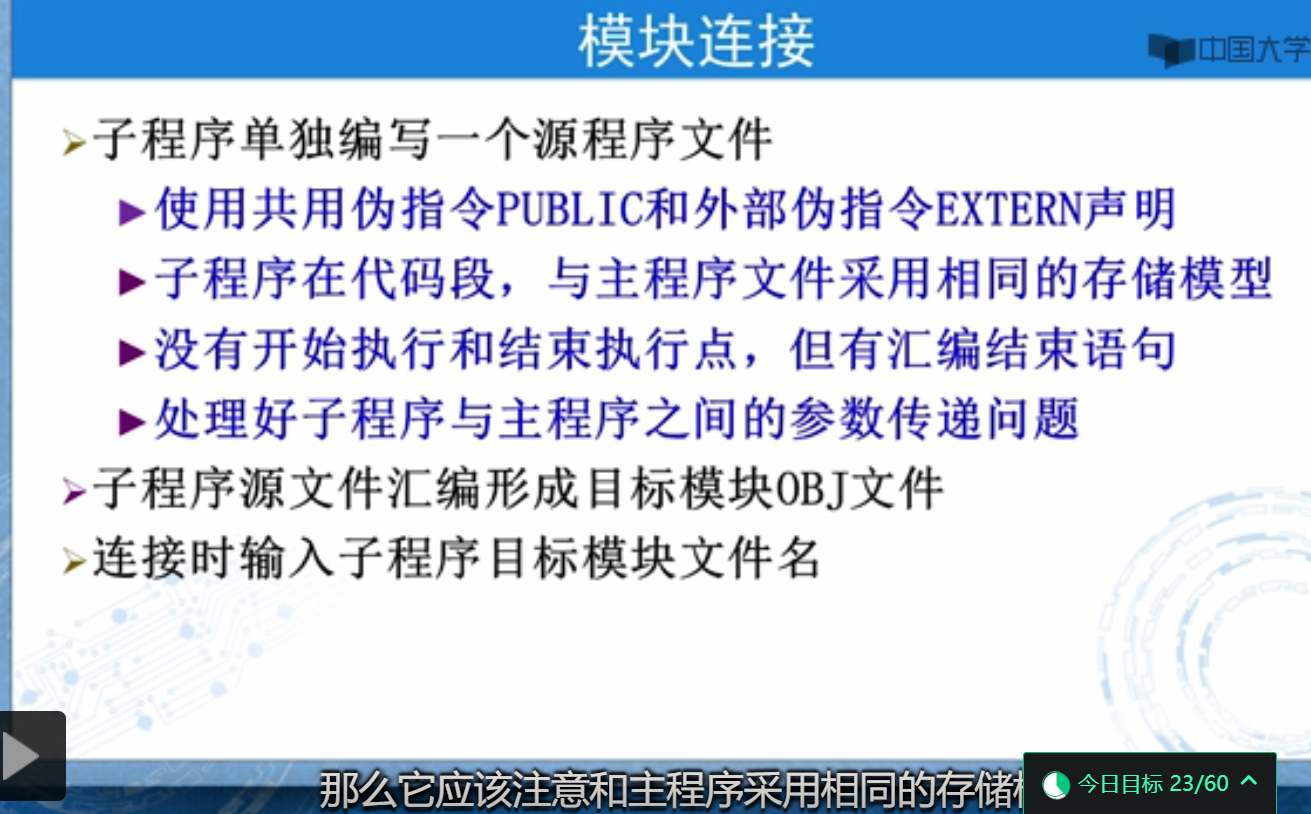 模块连接
中国大学
子程序单独编写一个源程序文件
使用共用伪指令PUBLIC和外部伪指令EXTERN声明
子程序在代码段，与主程序文件采用相同的存储模型
没有开始执行和结束执行点，但有汇编结束语句
处理好子程序与主程序之间的参数传递问题
子程序源文件汇编形成目标模块OBJ文件
连接时输入子程序目标模块文件名
那么它应该注意和主程序采用相同的存储
今日目标 23/60